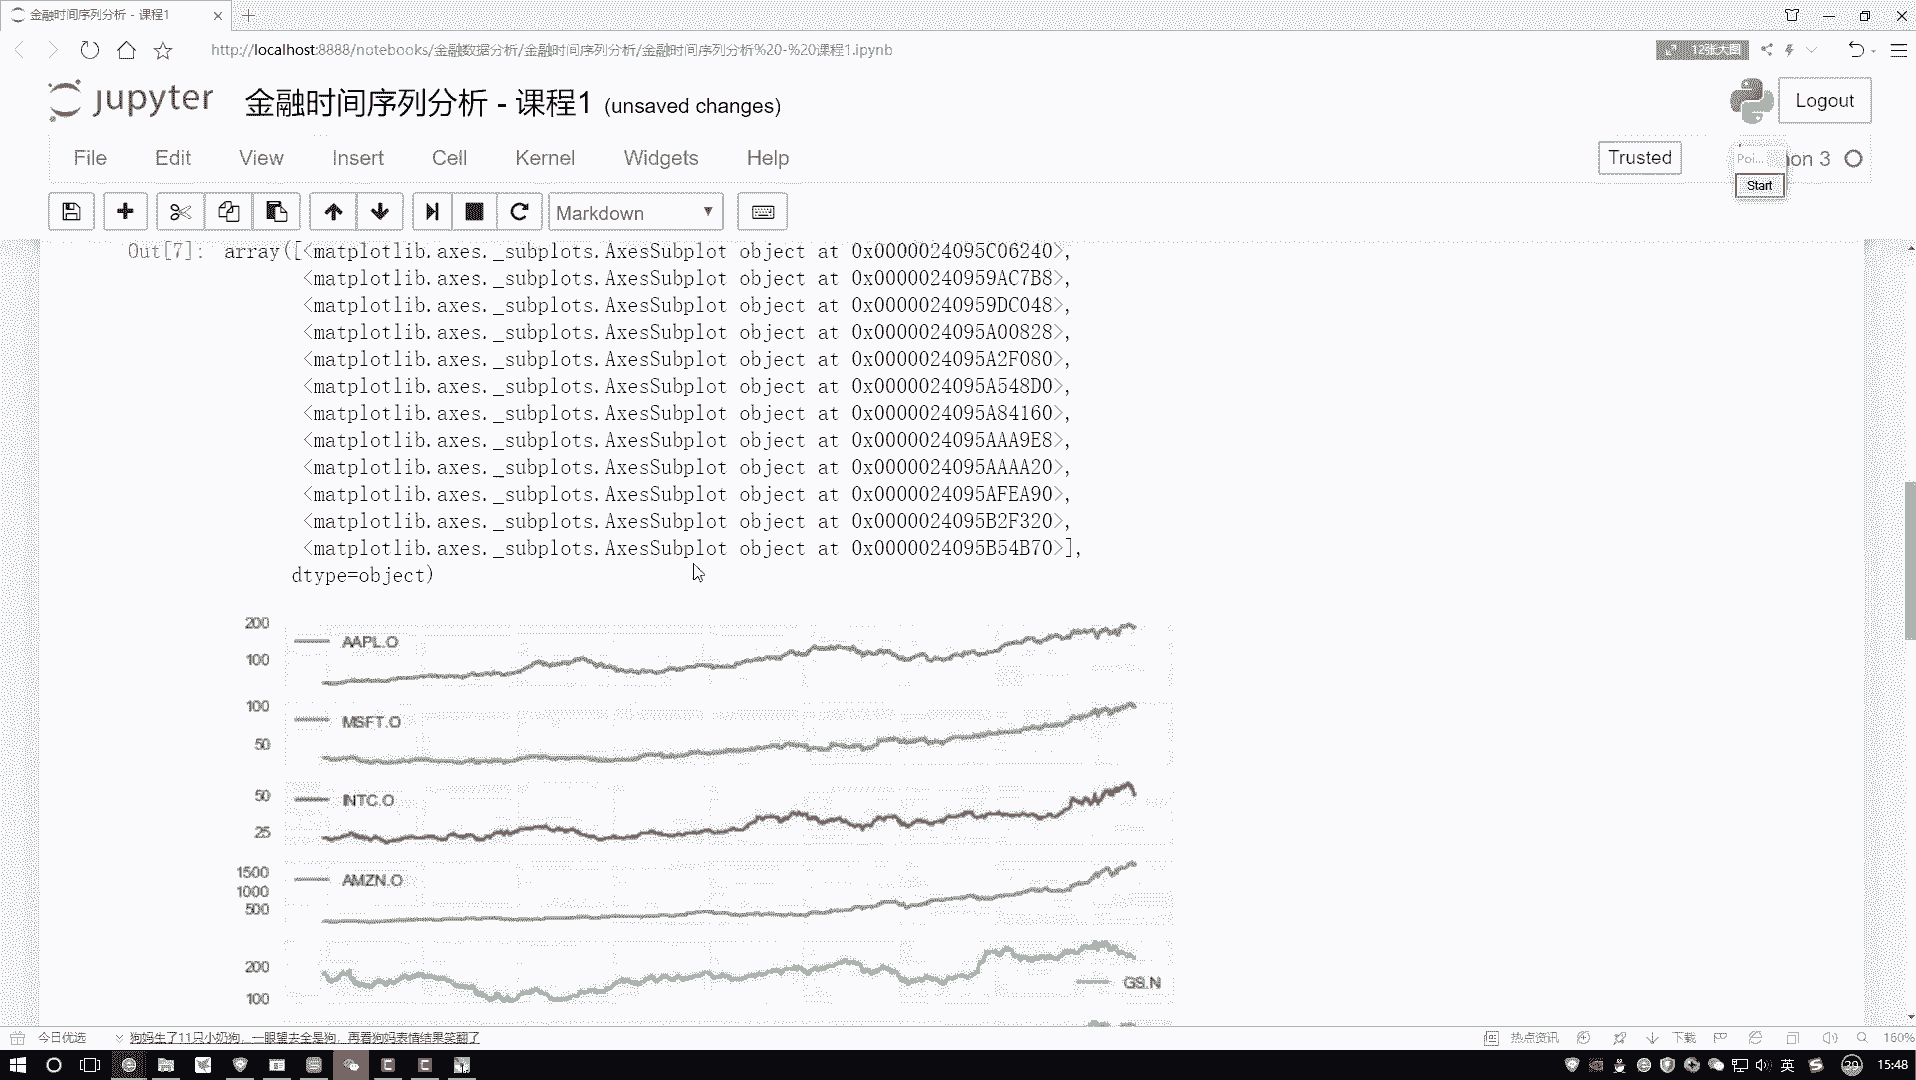 金融时间序列分析 - 课程1
http://localhost:8888/notebooks/金融数据分析/金融时间序列分析/金融时间序列分析%20-%20课程1.ipynb
12张大图
jupyter 金融时间序列分析 - 课程1 (unsaved changes)
Logout
File Edit View Insert Cell Kernel Widgets Help
Trusted
Poi... on 3
Start
Markdown
Out[7]: array([<matplotlib.axes._subplots.AxesSubplot object at 0x0000024095C06240>,
<matplotlib.axes._subplots.AxesSubplot object at 0x00000240959AC7B8>,
<matplotlib.axes._subplots.AxesSubplot object at 0x00000240959DC048>,
<matplotlib.axes._subplots.AxesSubplot object at 0x0000024095A00828>,
<matplotlib.axes._subplots.AxesSubplot object at 0x0000024095A2F080>,
<matplotlib.axes._subplots.AxesSubplot object at 0x0000024095A548D0>,
<matplotlib.axes._subplots.AxesSubplot object at 0x0000024095A84160>,
<matplotlib.axes._subplots.AxesSubplot object at 0x0000024095AAA9E8>,
<matplotlib.axes._subplots.AxesSubplot object at 0x0000024095AAAA20>,
<matplotlib.axes._subplots.AxesSubplot object at 0x0000024095AFEA90>,
<matplotlib.axes._subplots.AxesSubplot object at 0x0000024095B2F320>,
<matplotlib.axes._subplots.AxesSubplot object at 0x0000024095B54B70>],
dtype=object)
200
AAPL.O
100
100
MSFT.O
50
50
INTC.O
25
1500
AMZN.O
1000
500
200
GS.N
100
今日优选 狗妈生了11只小奶狗，一眼望去全是狗，再看狗妈表情结果笑翻了
热点资讯 下载 160%
英 29 15:48